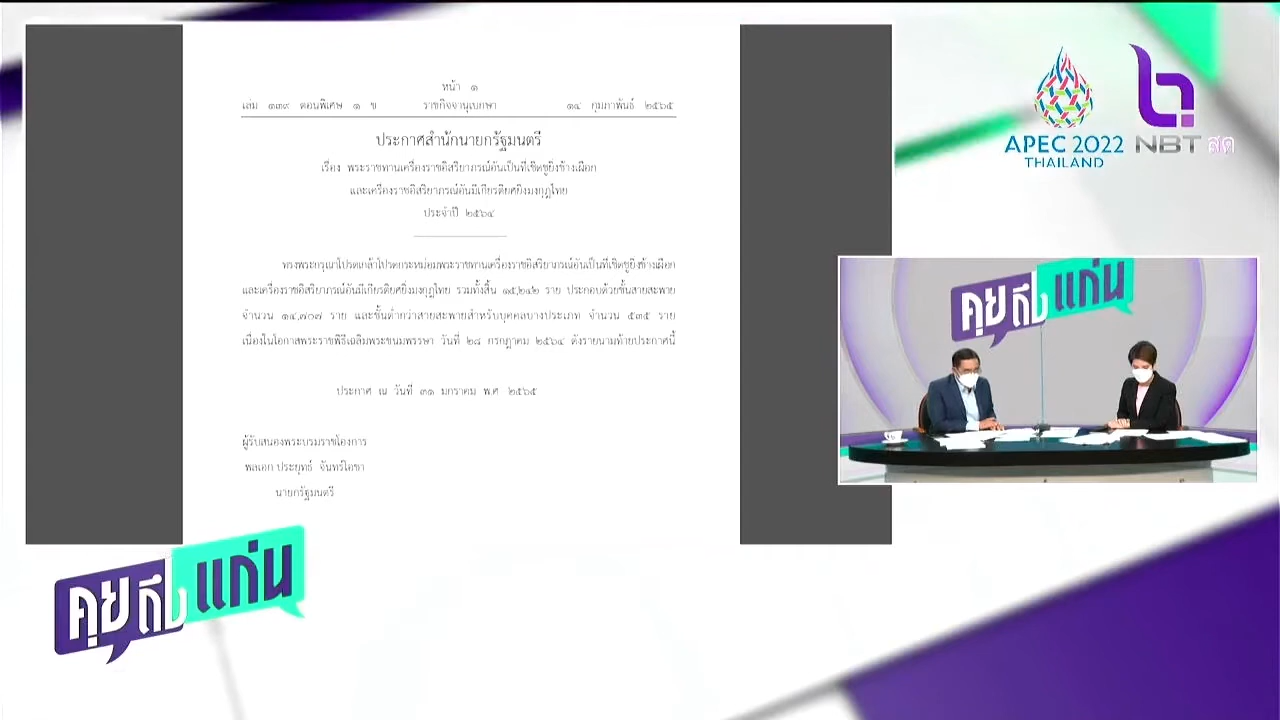 หน้า ๑
เล่ม ๑๓๙ ตอนพิเศษ ๑ ข ราชกิจจานุเบกษา ๑๔ กุมภาพันธ์ ๒๕๖๕
ประกาศสำนักนายกรัฐมนตรี
เรื่อง พระราชทานเครื่องราชอิสริยาภรณ์อันเป็นที่เชิดชูยิ่งช้างเผือก
และเครื่องราชอิสริยาภรณ์อันมีเกียรติยศยิ่งมงกุฎไทย
ประจำปี ๒๕๖๔
ทรงพระกรุณาโปรดเกล้าโปรดกระหม่อมพระราชทานเครื่องราชอิสริยาภรณ์อันเป็นที่เชิดชูยิ่งช้างเผือก
และเครื่องราชอิสริยาภรณ์อันมีเกียรติยศยิ่งมงกุฎไทย รวมทั้งสิ้น ๑๕,๒๔๒ ราย ประกอบด้วยชั้นสายสะพาย
จำนวน ๑๔,๗๐๗ ราย และชั้นต่ำกว่าสายสะพายสำหรับบุคคลบางประเภท จำนวน ๕๓๕ ราย
เนื่องในโอกาสพระราชพิธีเฉลิมพระชนมพรรษา วันที่ ๒๘ กรกฎาคม ๒๕๖๔ ดังรายนามท้ายประกาศนี้
ประกาศ ณ วันที่ ๓๑ มกราคม พ.ศ ๒๕๖๕
ผู้รับสนองพระบรมราชโองการ
พลเอก ประยุทธ์ จันทร์โอชา
นายกรัฐมนตรี
APEC 2022
THAILAND
NBT สด
คุยถึงแก่น
คุยถึงแก่น